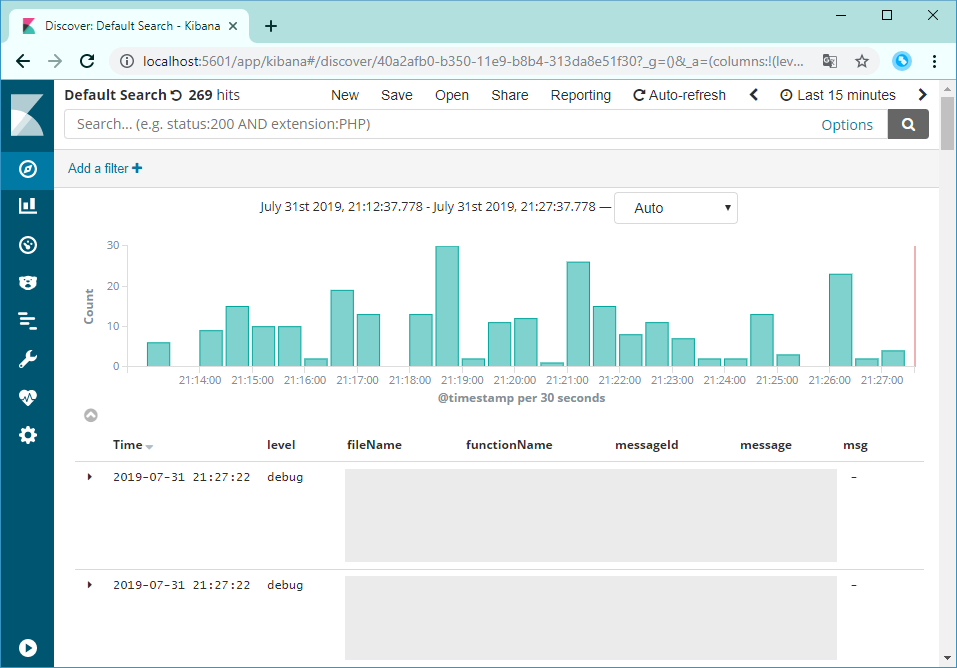 Discover: Default Search - Kibana
localhost:5601/app/kibana#/discover/40a2afb0-b350-11e9-b8b4-313da8e51f30?_g=()&_a=(columns:!(lev...
Default Search 269 hits New Save Open Share Reporting Auto-refresh Last 15 minutes
Search... (e.g. status:200 AND extension:PHP) Options
Add a filter
July 31st 2019, 21:12:37.778 - July 31st 2019, 21:27:37.778 — Auto
30
20
10
0
Count
21:14:00 21:15:00 21:16:00 21:17:00 21:18:00 21:19:00 21:20:00 21:21:00 21:22:00 21:23:00 21:24:00 21:25:00 21:26:00 21:27:00
@timestamp per 30 seconds
Time level fileName functionName messageId message msg
2019-07-31 21:27:22 debug -
2019-07-31 21:27:22 debug -